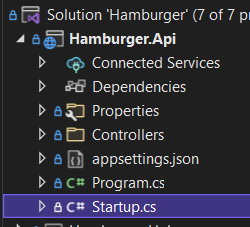 Solution 'Hamburger' (7 of 7 p
Hamburger.Api
Connected Services
Dependencies
Properties
Controllers
appsettings.json
C# Program.cs
C# Startup.cs